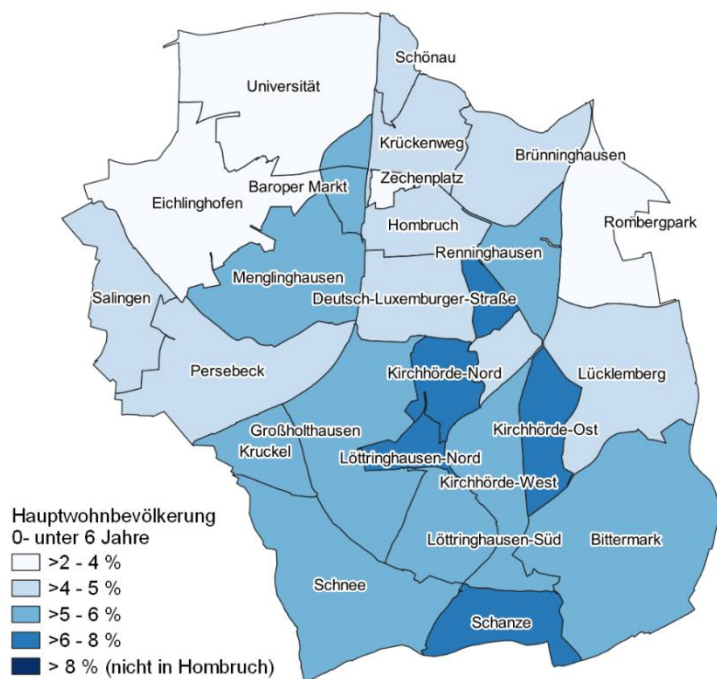 Schönau
Universität
Krückenweg
Brünninghausen
Zechenplatz
Baroper Markt
Eichlinghofen
Hombruch
Rombergpark
Renninghausen
Menglinghausen
Salingen
Deutsch-Luxemburger-Straße
Persebeck
Kirchhörde-Nord
Lücklemberg
Großholthausen
Kirchhörde-Ost
Kruckel
Löttringhausen-Nord
Kirchhörde-West
Löttringhausen-Süd
Bittermark
Schnee
Schanze
Hauptwohnbevölkerung
0- unter 6 Jahre
>2 - 4 %
>4 - 5 %
>5 - 6 %
>6 - 8 %
> 8 % (nicht in Hombruch)